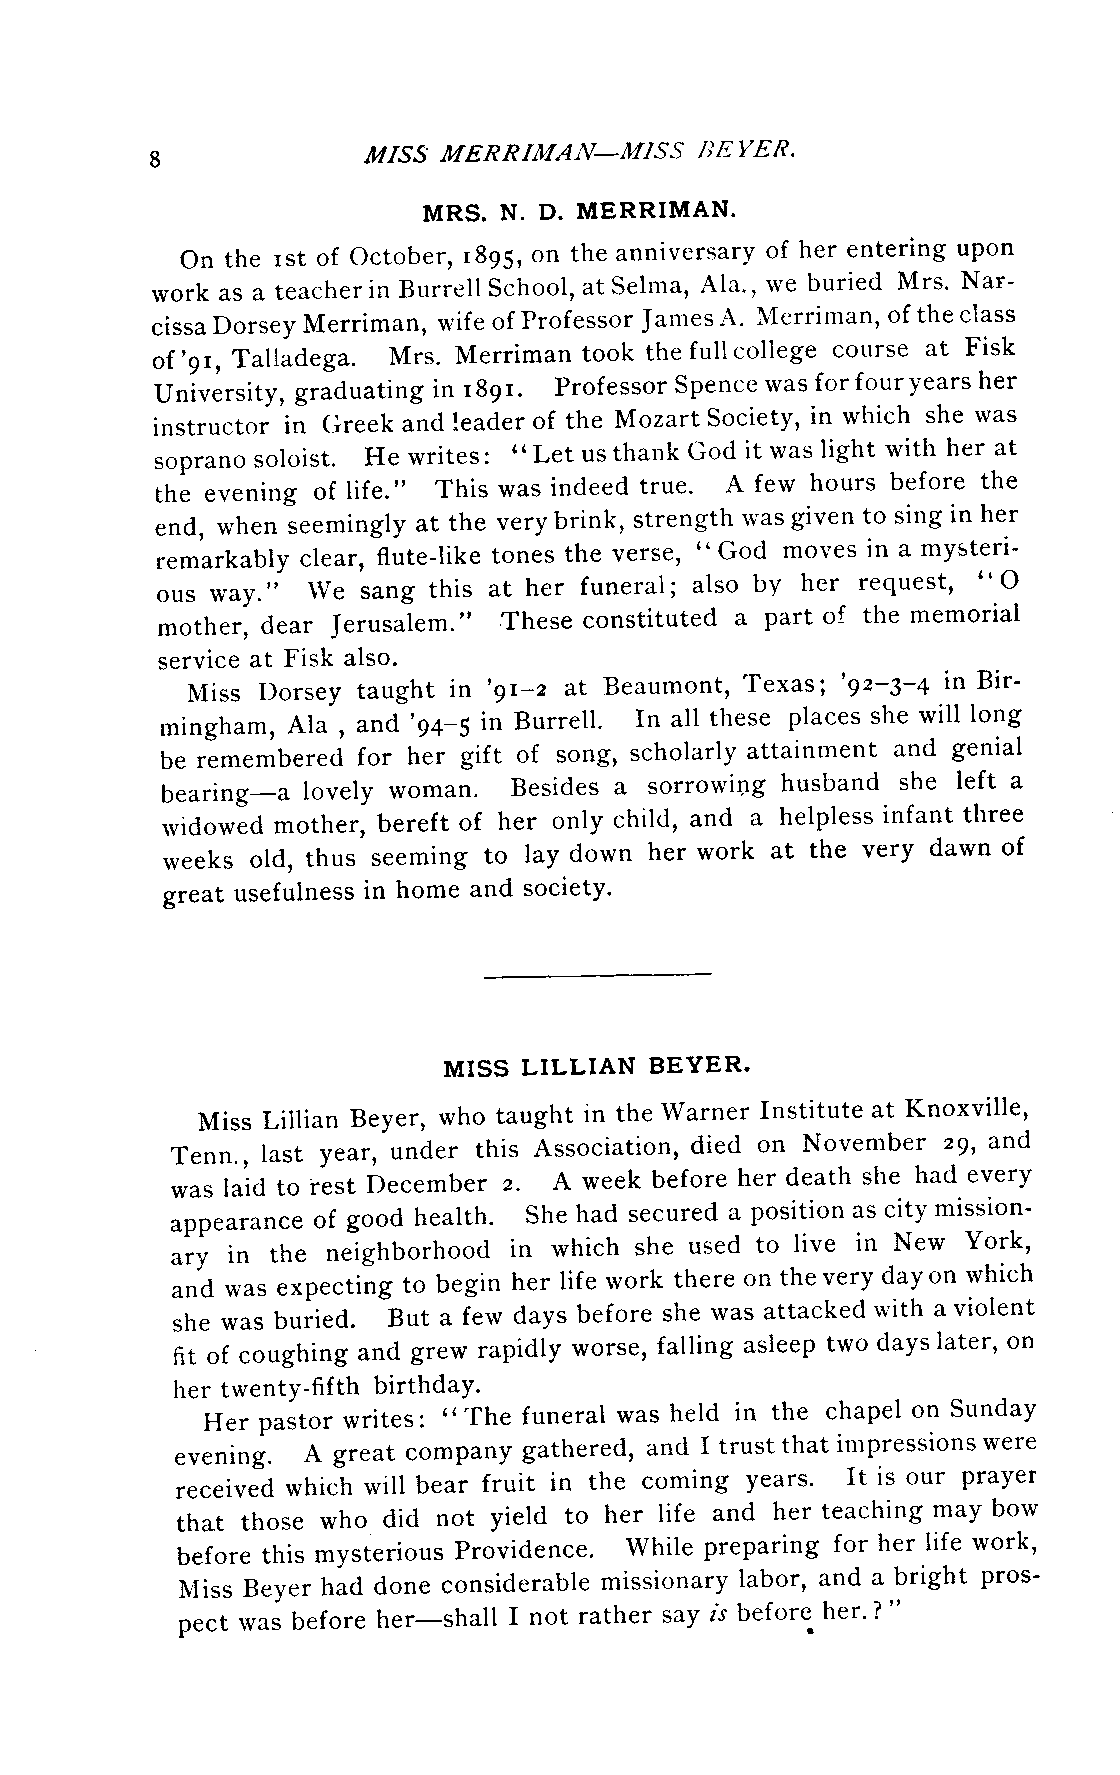 8 MISS MERRIMAN—MISS BEYER.
MRS. N. D. MERRIMAN.
On the 1st of October, 1895, on the anniversary of her entering upon
work as a teacher in Burrell School, at Selma, Ala., we buried Mrs. Nar-
cissa Dorsey Merriman, wife of Professor James A. Merriman, of the class
of '91, Talladega. Mrs. Merriman took the full college course at Fisk
University, graduating in 1891. Professor Spence was for four years her
instructor in Greek and leader of the Mozart Society, in which she was
soprano soloist. He writes: "Let us thank God it was light with her at
the evening of life." This was indeed true. A few hours before the
end, when seemingly at the very brink, strength was given to sing in her
remarkably clear, flute-like tones the verse, "God moves in a mysteri-
ous way." We sang this at her funeral; also by her request, "O
mother, dear Jerusalem." These constituted a part of the memorial
service at Fisk also.
Miss Dorsey taught in '91–2 at Beaumont, Texas; '92–3–4 in Bir-
mingham, Ala , and '94–5 in Burrell. In all these places she will long
be remembered for her gift of song, scholarly attainment and genial
bearing—a lovely woman. Besides a sorrowing husband she left a
widowed mother, bereft of her only child, and a helpless infant three
weeks old, thus seeming to lay down her work at the very dawn of
great usefulness in home and society.
MISS LILLIAN BEYER.
Miss Lillian Beyer, who taught in the Warner Institute at Knoxville,
Tenn., last year, under this Association, died on November 29, and
was laid to rest December 2. A week before her death she had every
appearance of good health. She had secured a position as city mission-
ary in the neighborhood in which she used to live in New York,
and was expecting to begin her life work there on the very day on which
she was buried. But a few days before she was attacked with a violent
fit of coughing and grew rapidly worse, falling asleep two days later, on
her twenty-fifth birthday.
Her pastor writes: "The funeral was held in the chapel on Sunday
evening. A great company gathered, and I trust that impressions were
received which will bear fruit in the coming years. It is our prayer
that those who did not yield to her life and her teaching may bow
before this mysterious Providence. While preparing for her life work,
Miss Beyer had done considerable missionary labor, and a bright pros-
pect was before her—shall I not rather say is before her.?"